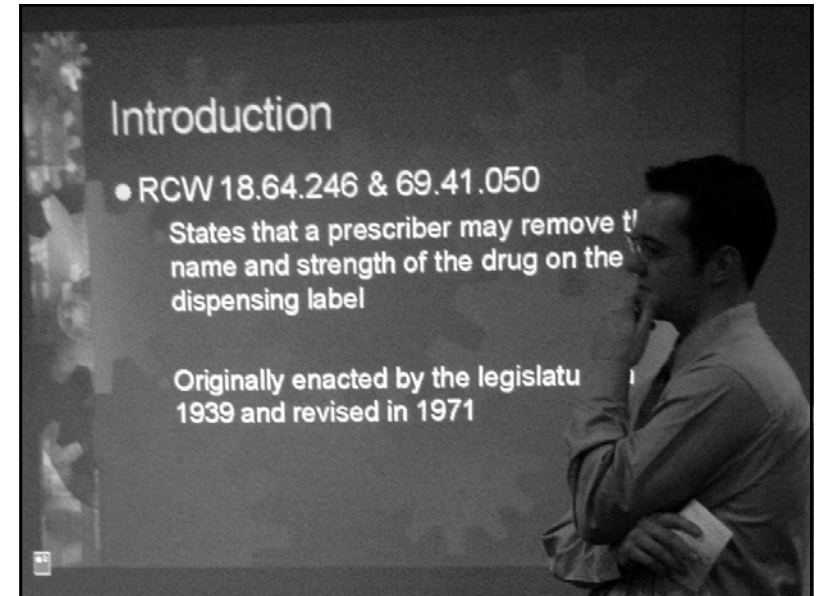 Introduction
RCW 18.64.246 & 69.41.050
States that a prescriber may remove
name and strength of the drug on the
dispensing label
Originally enacted by the
1939 and revised in 1971